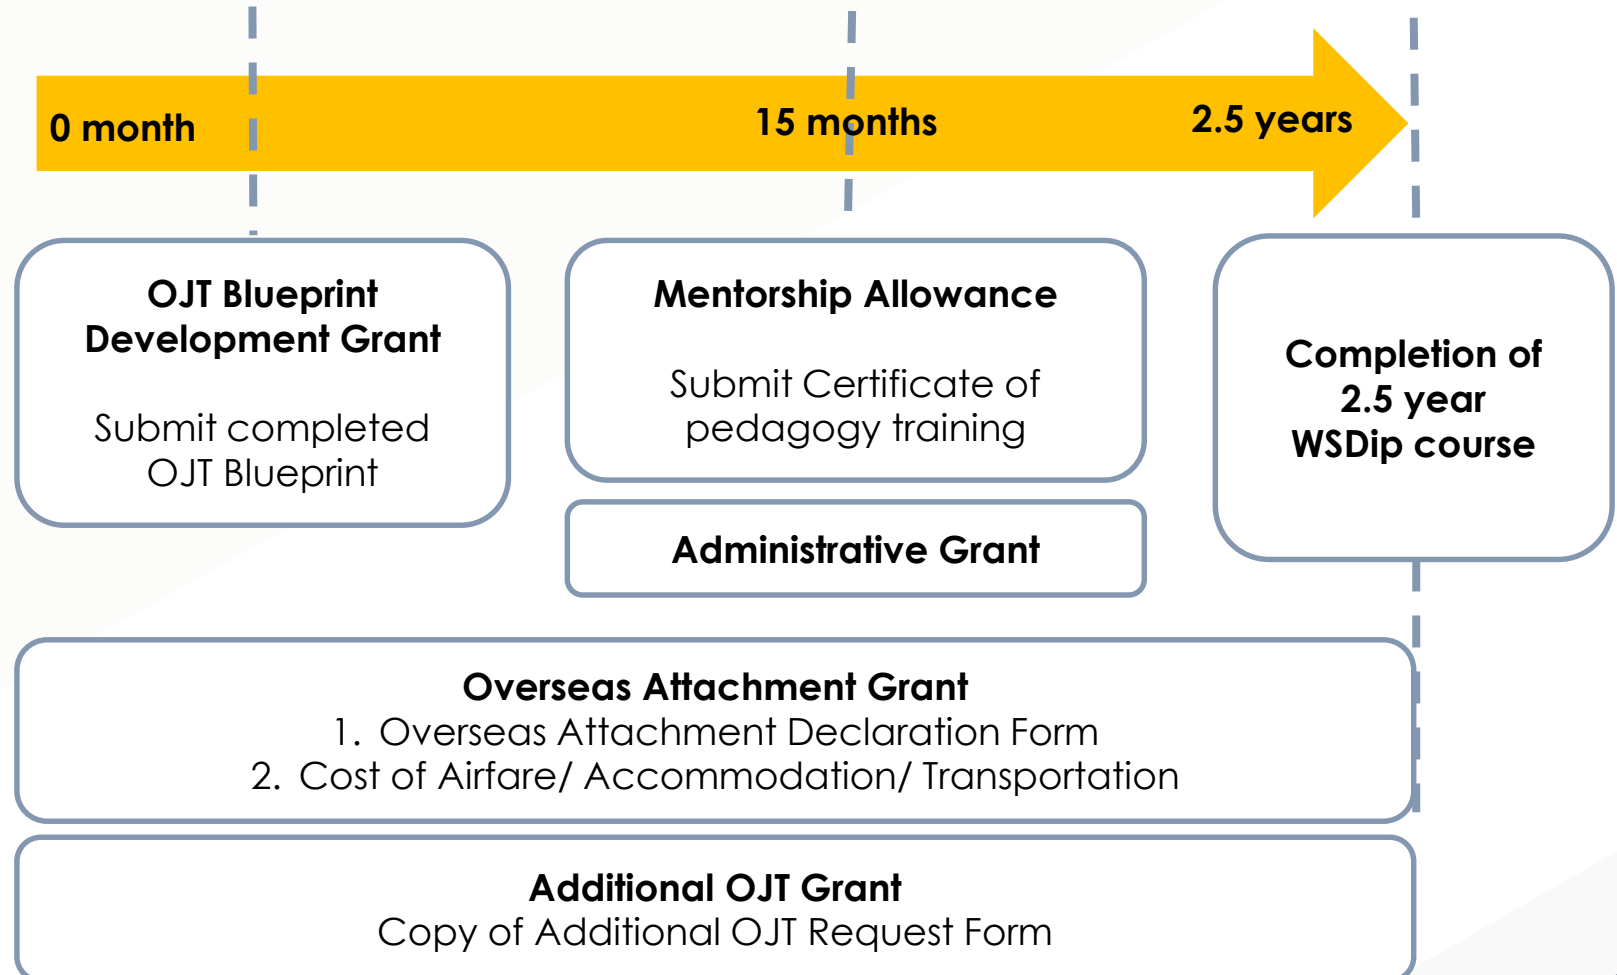 0 month
15 months
2.5 years
OJT Blueprint
Development Grant
Submit completed
OJT Blueprint
Mentorship Allowance
Submit Certificate of
pedagogy training
Administrative Grant
Completion of
2.5 year
WSDip course
Overseas Attachment Grant
1. Overseas Attachment Declaration Form
2. Cost of Airfare/ Accommodation/ Transportation
Additional OJT Grant
Copy of Additional OJT Request Form